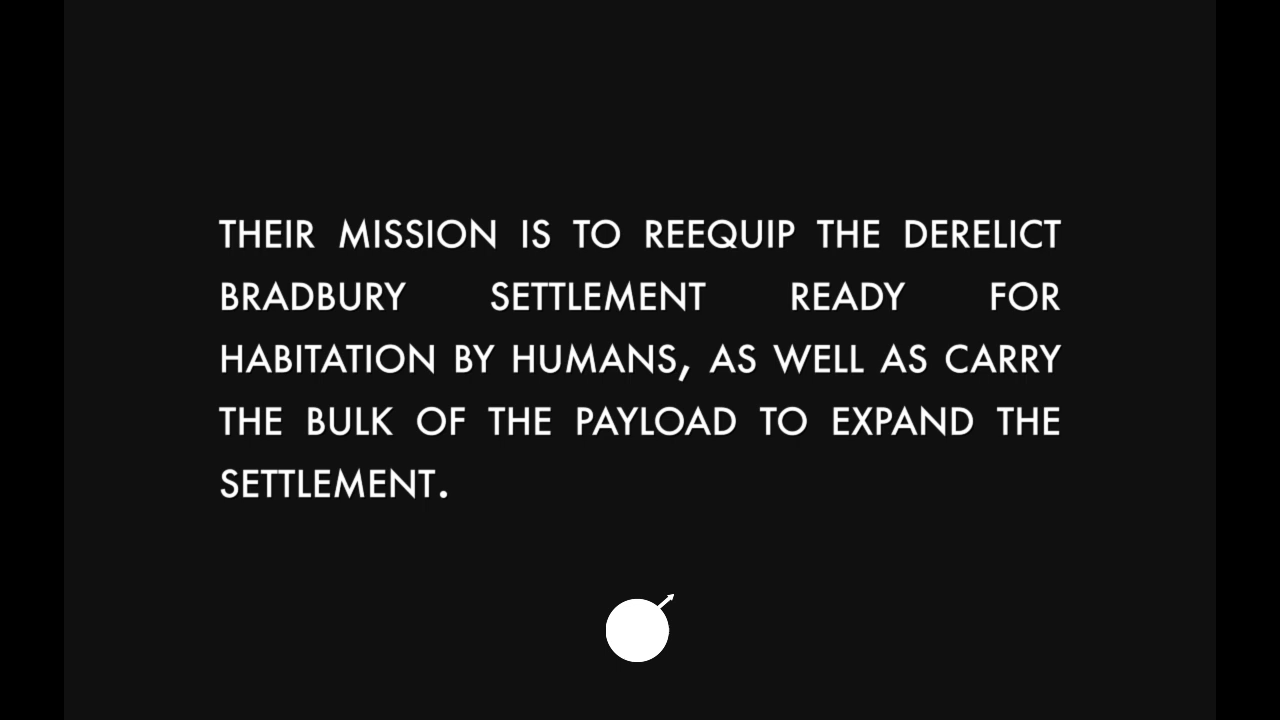 THEIR MISSION IS TO REEQUIP THE DERELICT
BRADBURY SETTLEMENT READY FOR
HABITATION BY HUMANS, AS WELL AS CARRY
THE BULK OF THE PAYLOAD TO EXPAND THE
SETTLEMENT.